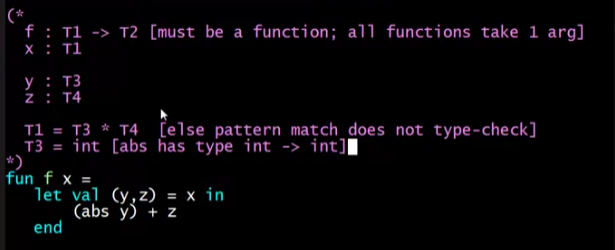 (*
f : T1 -> T2 [must be a function; all functions take 1 arg]
x : T1
y : T3
z : T4
T1 = T3 * T4 [else pattern match does not type-check]
T3 = int [abs has type int -> int]
*)
fun f x =
let val (y,z) = x in
(abs y) + z
end